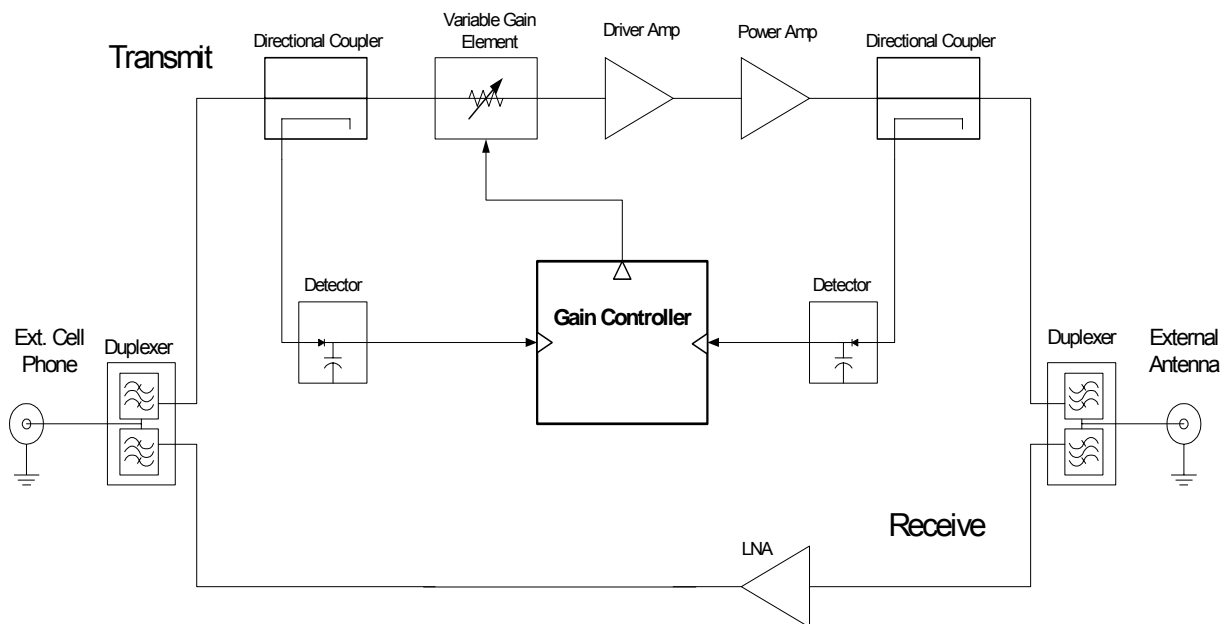 Transmit
Directional Coupler
Variable Gain
Element
Driver Amp
Power Amp
Directional Coupler
Detector
Gain Controller
Detector
Ext. Cell
Phone
Duplexer
Duplexer
External
Antenna
Receive
LNA